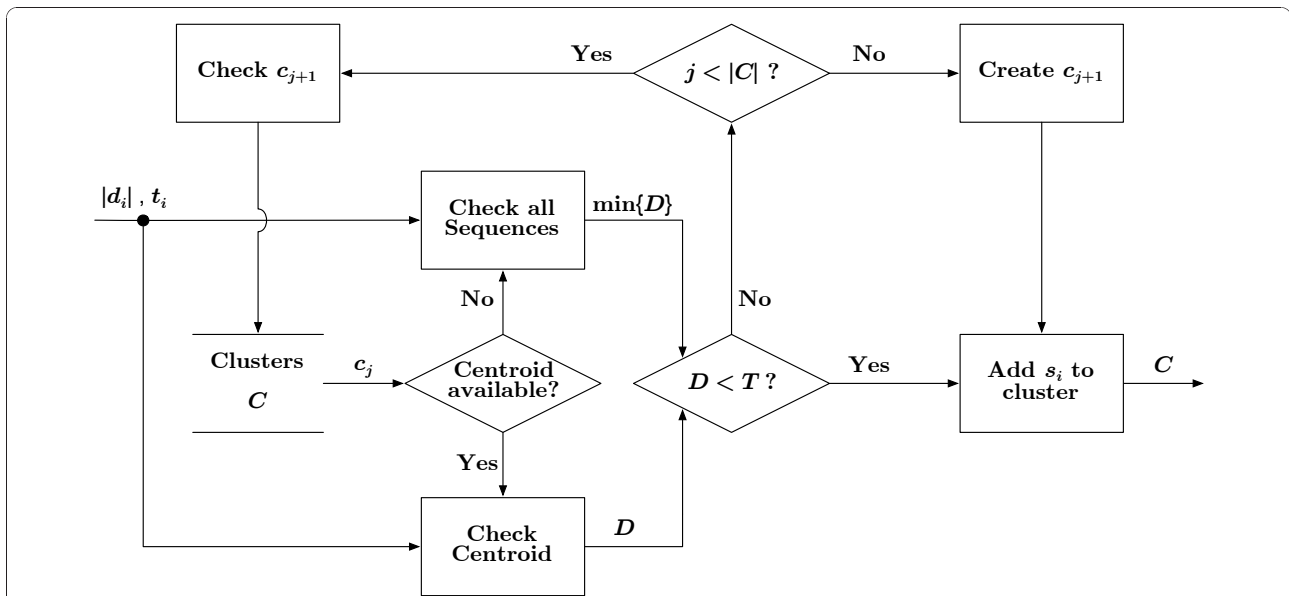 Check c_{j+1}
Yes
j < |C| ?
No
Create c_{j+1}
|d_i| , t_i
Check all
Sequences
min{D}
No
No
Clusters
C
c_j
Centroid
available?
D < T ?
Yes
Add s_i to
cluster
C
Yes
Check
Centroid
D